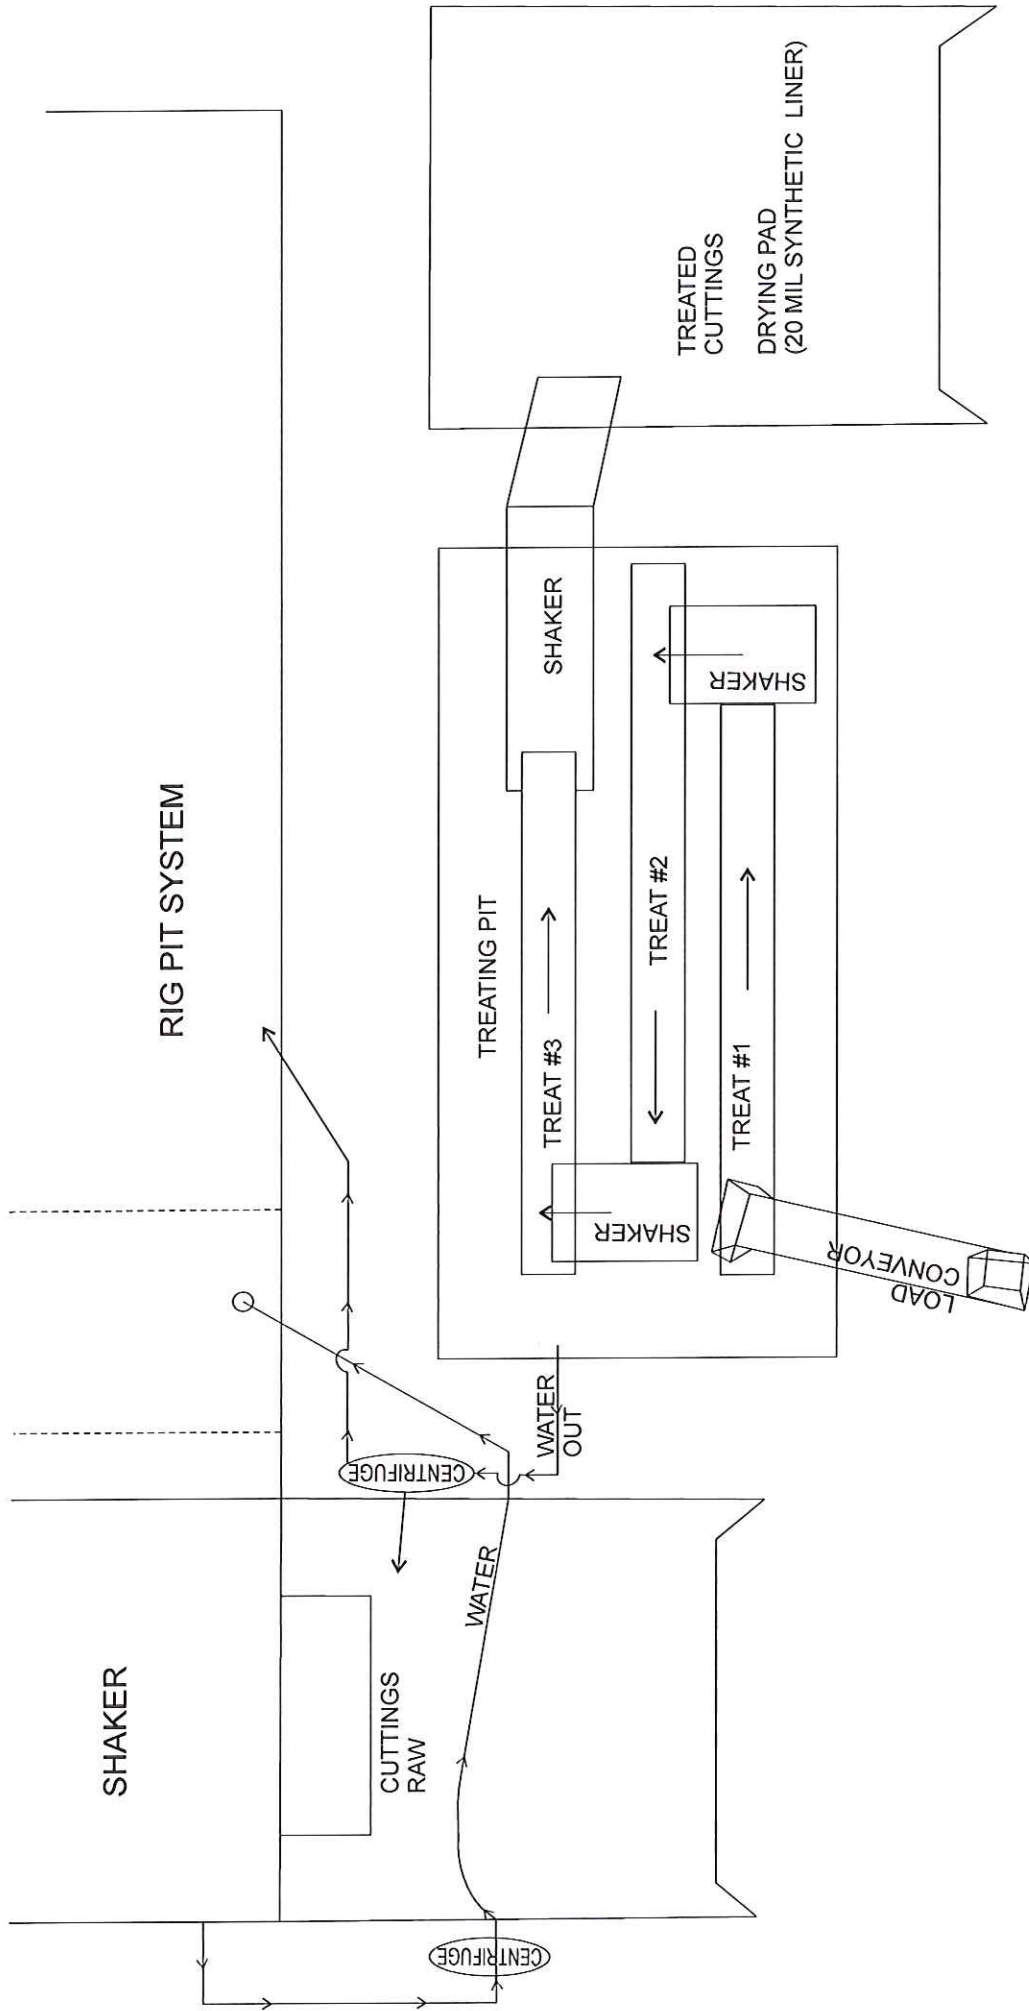 RIG PIT SYSTEM
SHAKER
CUTTINGS
RAW
WATER
CENTRIFUGE
CENTRIFUGE
WATER
OUT
TREATING PIT
TREAT #3
SHAKER
SHAKER
TREAT #2
TREAT #1
SHAKER
LOAD
CONVEYOR
TREATED
CUTTINGS
DRYING PAD
(20 MIL SYNTHETIC LINER)